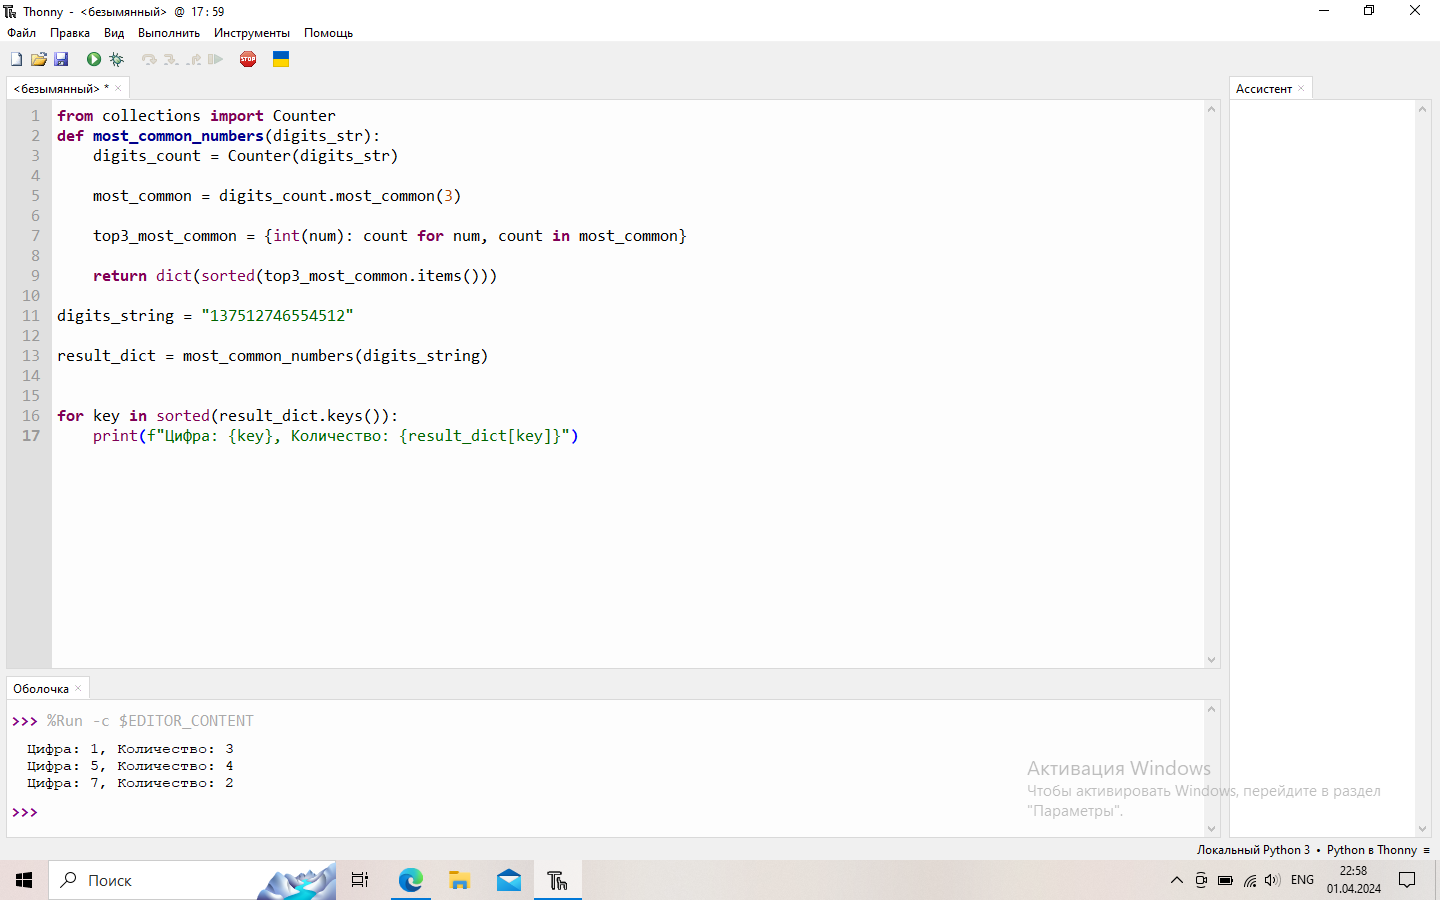 Thonny - <безымянный> @ 17:59
Файл Правка Вид Выполнить Инструменты Помощь
STOP
<безымянный> * ×
Ассистент ×
1 from collections import Counter
2 def most_common_numbers(digits_str):
3     digits_count = Counter(digits_str)
4
5     most_common = digits_count.most_common(3)
6
7     top3_most_common = {int(num): count for num, count in most_common}
8
9     return dict(sorted(top3_most_common.items()))
10
11 digits_string = "137512746554512"
12
13 result_dict = most_common_numbers(digits_string)
14
15
16 for key in sorted(result_dict.keys()):
17     print(f"Цифра: {key}, Количество: {result_dict[key]}")
Оболочка ×
>>> %Run -c $EDITOR_CONTENT
Цифра: 1, Количество: 3
Цифра: 5, Количество: 4
Цифра: 7, Количество: 2
>>>
Активация Windows
Чтобы активировать Windows, перейдите в раздел
"Параметры".
Локальный Python 3 • Python в Thonny ≡
Поиск
ENG
22:58
01.04.2024